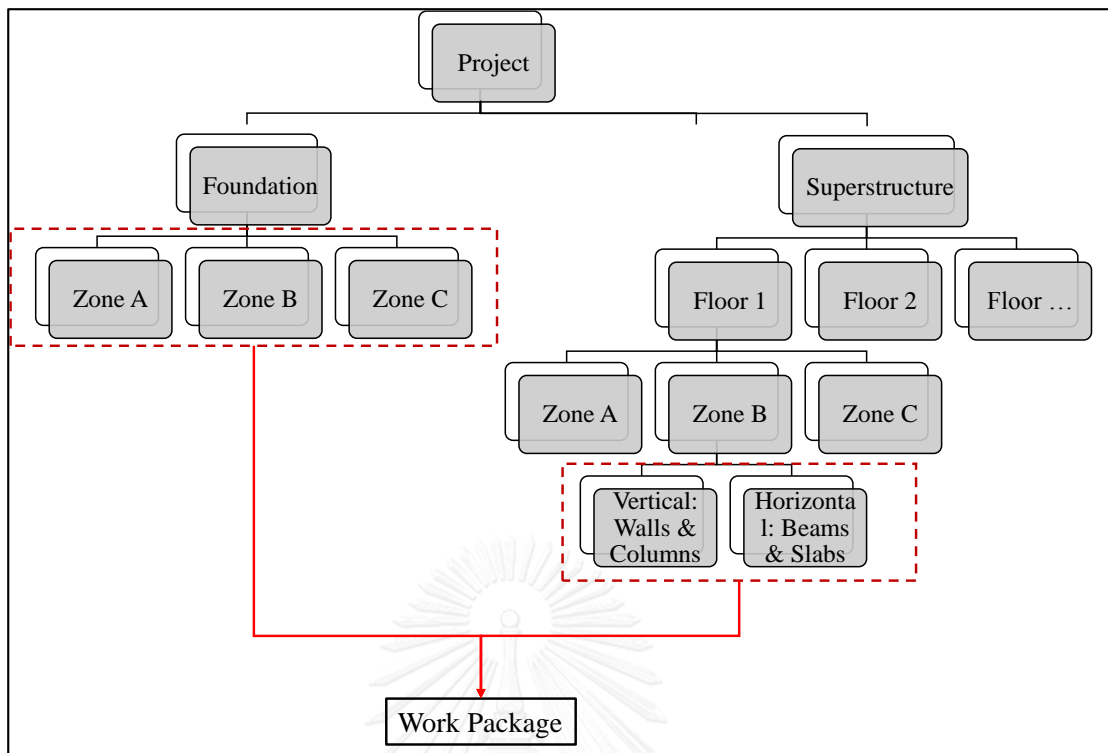 Project
Foundation
Superstructure
Zone A
Zone B
Zone C
Floor 1
Floor 2
Floor …
Zone A
Zone B
Zone C
Vertical:
Walls &
Columns
Horizonta
l: Beams
& Slabs
Work Package